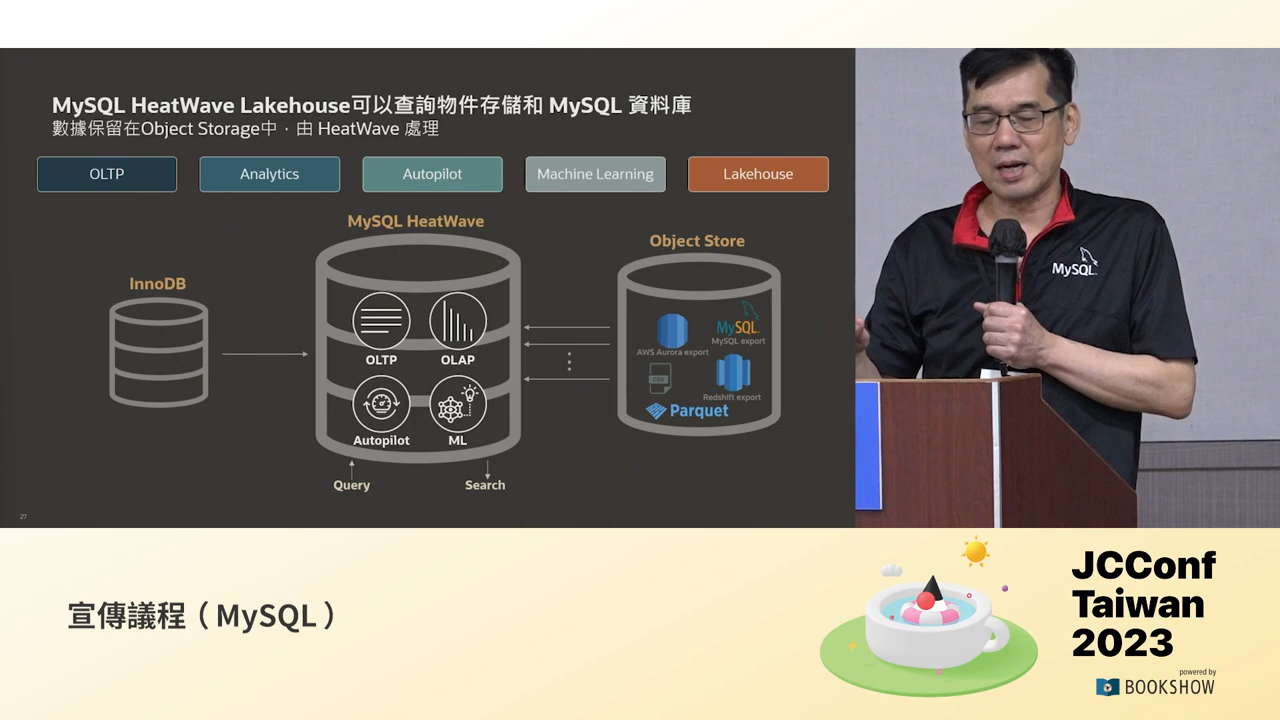 MySQL HeatWave Lakehouse可以查詢物件存儲和 MySQL 資料庫
數據保留在Object Storage中，由 HeatWave 處理
OLTP
Analytics
Autopilot
Machine Learning
Lakehouse
MySQL HeatWave
Object Store
InnoDB
OLTP
OLAP
Autopilot
ML
Query
Search
MySQL
MySQL export
AWS Aurora export
CSV
Redshift export
Parquet
27
MySQL
宣傳議程（MySQL）
JCConf
Taiwan
2023
powered by
BOOKSHOW